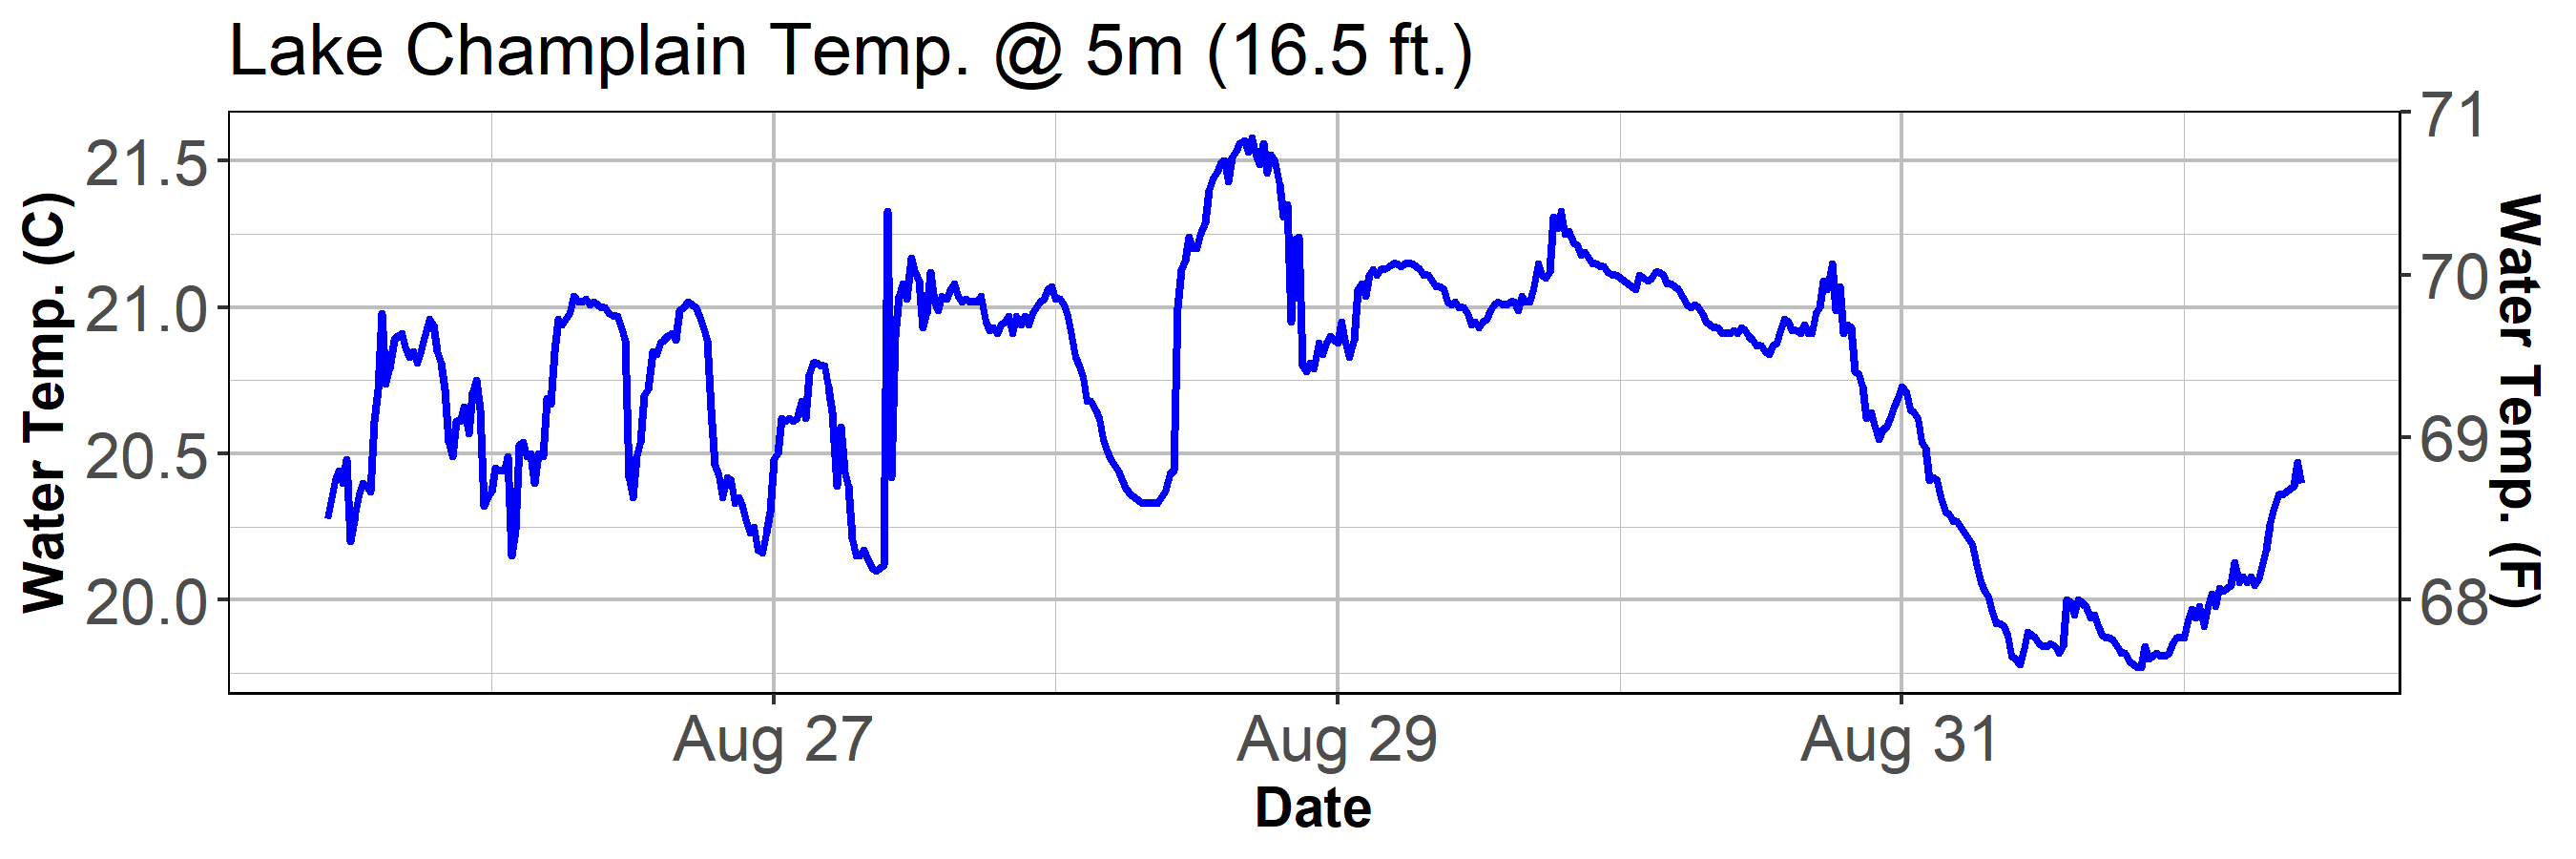 Lake Champlain Temp. @ 5m (16.5 ft.)
Water Temp. (C)
21.5
21.0
20.5
20.0
71
70
69
68
Water Temp. (F)
Aug 27
Aug 29
Aug 31
Date